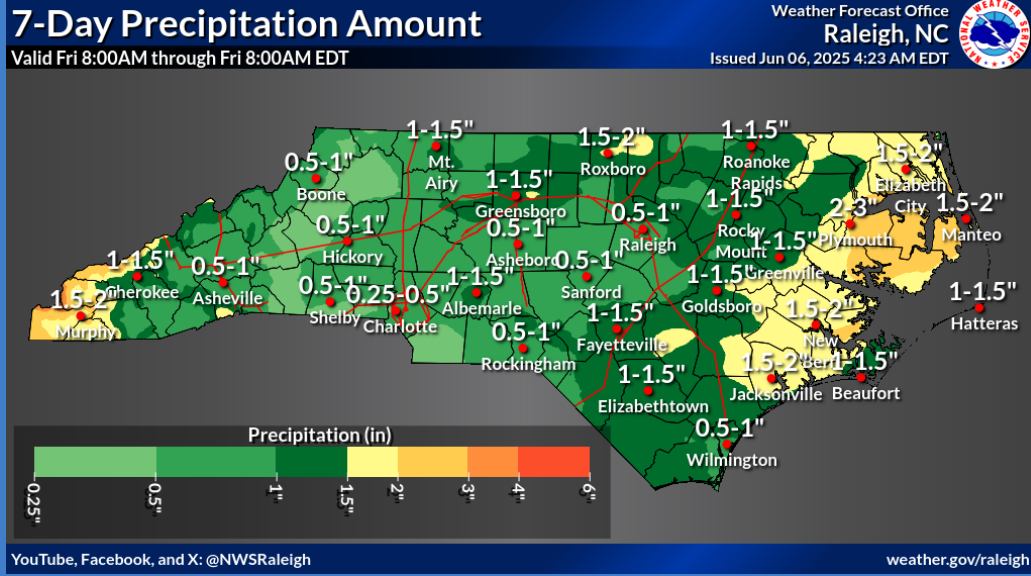 7-Day Precipitation Amount
Valid Fri 8:00AM through Fri 8:00AM EDT
Weather Forecast Office
Raleigh, NC
Issued Jun 06, 2025 4:23 AM EDT
NATIONAL WEATHER SERVICE
1-1.5"
Mt.
Airy
1.5-2"
Roxboro
1-1.5"
Roanoke
Rapids
0.5-1"
Boone
1.5-2"
Elizabeth
City
1-1.5"
Greensboro
0.5-1"
Hickory
0.5-1"
Asheboro
0.5-1"
Raleigh
1-1.5"
Rocky
Mount
2-3"
Plymouth
1.5-2"
Manteo
1-1.5"
Cherokee
0.5-1"
Asheville
0.5-1"
Shelby
0.25-0.5"
Charlotte
1-1.5"
Albemarle
0.5-1"
Sanford
1-1.5"
Greenville
1-1.5"
Goldsboro
1-1.5"
Hatteras
1.5-2"
Murphy
0.5-1"
Rockingham
1-1.5"
Fayetteville
1.5-2"
New
Bern
1.5-2"
Jacksonville
1-1.5"
Beaufort
1-1.5"
Elizabethtown
0.5-1"
Wilmington
Precipitation (in)
0.25"
0.5"
1"
1.5"
2"
3"
4"
6"
YouTube, Facebook, and X: @NWSRaleigh
weather.gov/raleigh